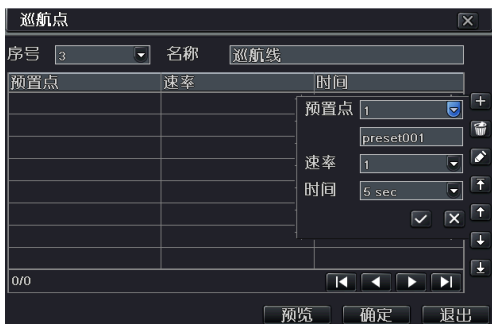 巡航点
序号 3 名称 巡航线
预置点 速率 时间
预置点 1
preset001
速率 1
时间 5 sec
0/0
预览 确定 退出